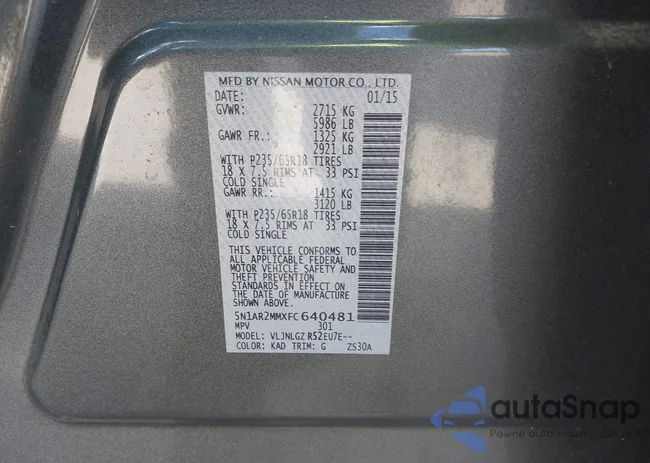 MFD BY NISSAN MOTOR CO., LTD.
DATE: 01/15
GVWR: 2715 KG
5986 LB
GAWR FR.: 1325 KG
2921 LB
WITH P235/65R18 TIRES
18 X 7.5 RIMS AT 33 PSI
COLD SINGLE
GAWR RR.: 1415 KG
3120 LB
WITH P235/65R18 TIRES
18 X 7.5 RIMS AT 33 PSI
COLD SINGLE
THIS VEHICLE CONFORMS TO
ALL APPLICABLE FEDERAL
MOTOR VEHICLE SAFETY AND
THEFT PREVENTION
STANDARDS IN EFFECT ON
THE DATE OF MANUFACTURE
SHOWN ABOVE.
5N1AR2MMXFC640481
MPV 301
MODEL: VLJNLGZ R52EU7E--
COLOR: KAD TRIM: G ZS30A
autaSnap
Pewne auto z